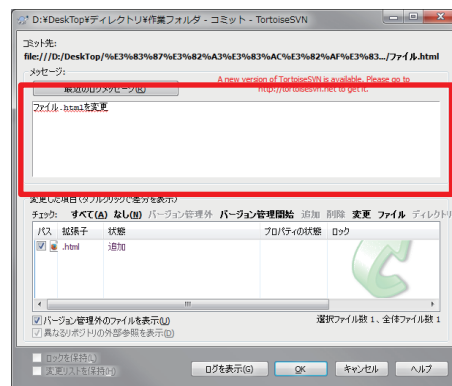 D:¥DeskTop¥ディレクトリ¥作業フォルダ - コミット - TortoiseSVN
コミット先:
file:///D:/DeskTop/%E3%83%87%E3%82%A3%E3%83%AC%E3%82%AF%E3%83.../ファイル.html
メッセージ:
A new version of TortoiseSVN is available. Please go to
http://tortoisesvn.net to get it.
最近のログメッセージ(R)
ファイル.htmlを変更
変更した項目(ダブルクリックで差分を表示)
チェック: すべて(A) なし(N) バージョン管理外 バージョン管理開始 追加 削除 変更 ファイル ディレクトリ
パス 拡張子 状態 プロパティの状態 ロック
.html 追加
バージョン管理外のファイルを表示(U) 選択ファイル数 1、全体ファイル数 1
異なるリポジトリの外部参照を表示(D)
ロックを保持(L)
変更リストを保持(H)
ログを表示(G) OK キャンセル ヘルプ